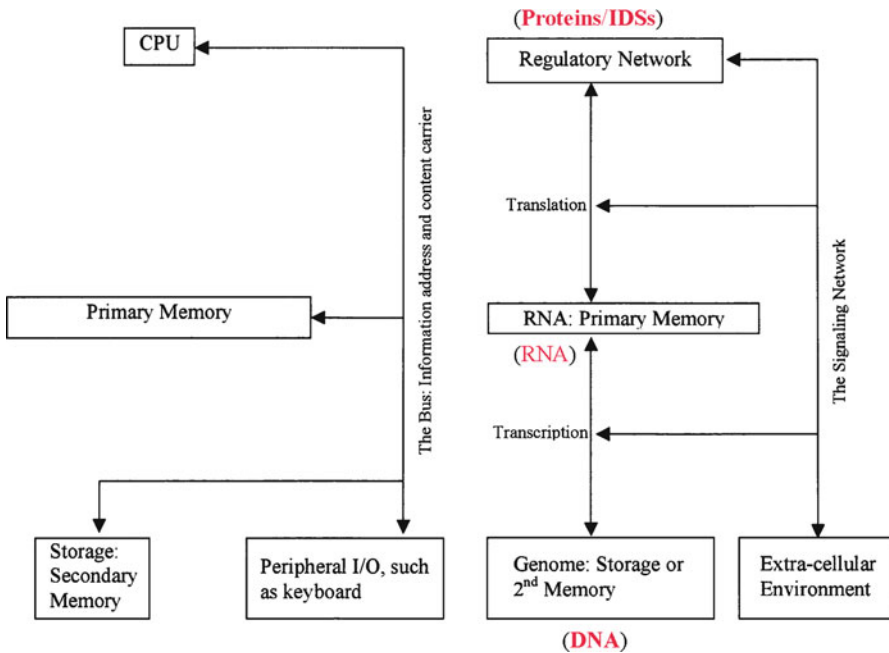 CPU
The Bus: Information address and content carrier
Primary Memory
Storage:
Secondary
Memory
Peripheral I/O, such
as keyboard
(Proteins/IDSs)
Regulatory Network
Translation
The Signaling Network
RNA: Primary Memory
(RNA)
Transcription
Genome: Storage or
2nd Memory
(DNA)
Extra-cellular
Environment